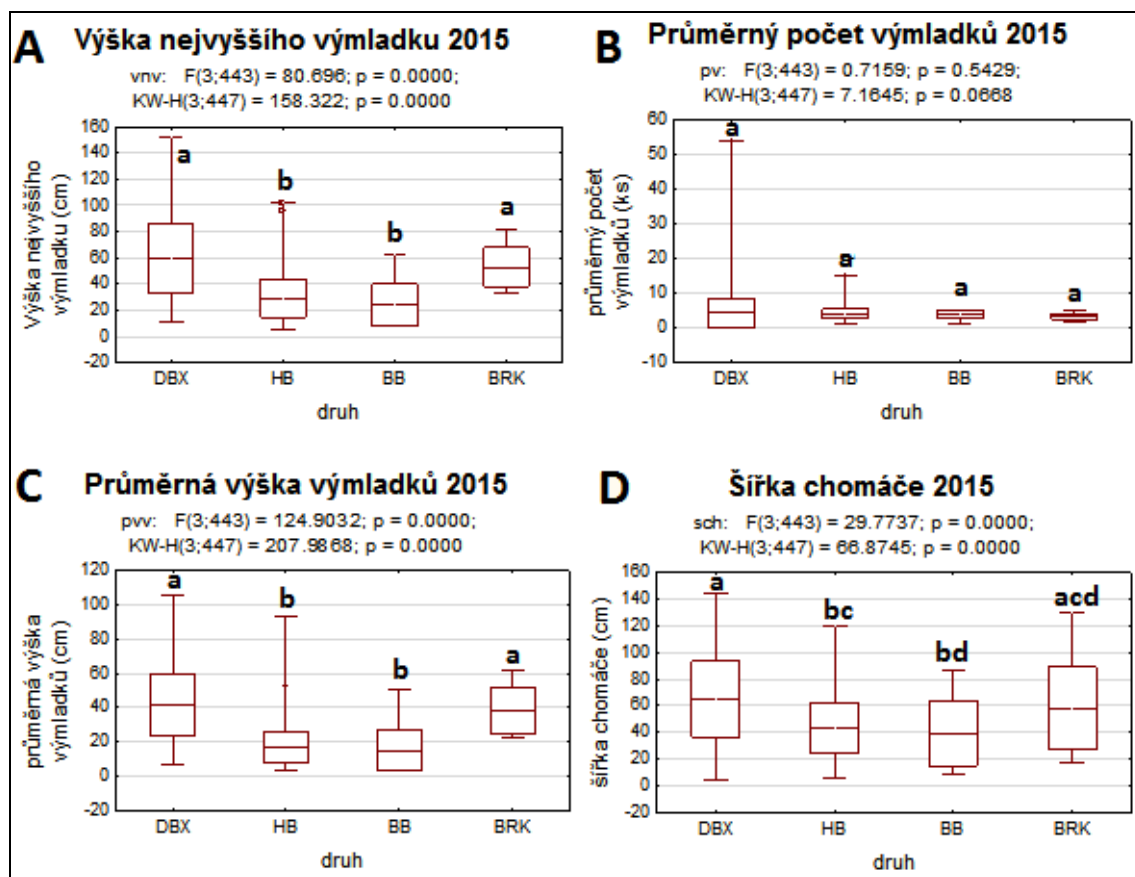 A Výška nejvyššího výmladku 2015
vnv: F(3;443) = 80.696; p = 0.0000;
KW-H(3;447) = 158.322; p = 0.0000
Výška nejvyššího
výmladku (cm)
160
140
120
100
80
60
40
20
0
-20
a
b
b
a
DBX HB BB BRK
druh
B Průměrný počet výmladků 2015
pv: F(3;443) = 0.7159; p = 0.5429;
KW-H(3;447) = 7.1645; p = 0.0668
průměrný počet
výmladků (ks)
60
50
40
30
20
10
0
-10
a
a
a
a
DBX HB BB BRK
druh
C Průměrná výška výmladků 2015
pvv: F(3;443) = 124.9032; p = 0.0000;
KW-H(3;447) = 207.9868; p = 0.0000
průměrná výška
výmladků (cm)
120
100
80
60
40
20
0
-20
a
b
b
a
DBX HB BB BRK
druh
D Šířka chomáče 2015
sch: F(3;443) = 29.7737; p = 0.0000;
KW-H(3;447) = 66.8745; p = 0.0000
šířka chomáče (cm)
160
140
120
100
80
60
40
20
0
-20
a
bc
bd
acd
DBX HB BB BRK
druh